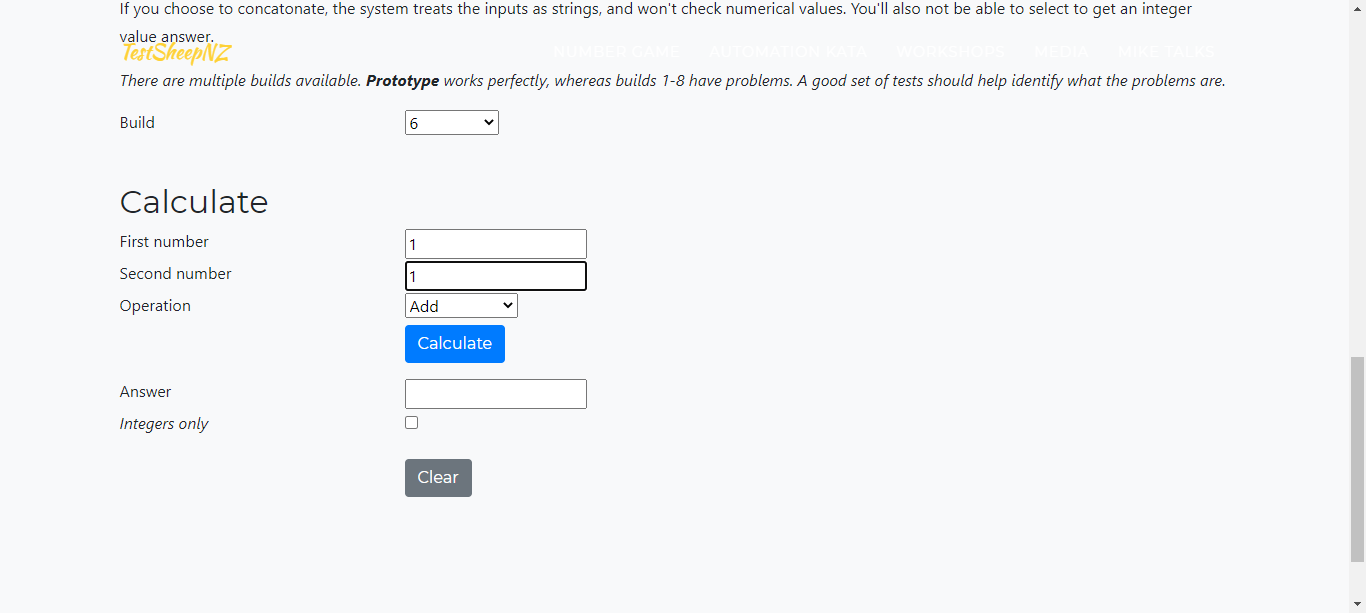 If you choose to concatonate, the system treats the inputs as strings, and won't check numerical values. You'll also not be able to select to get an integer
value answer.
TestSheepNZ
NUMBER GAME AUTOMATION KATA WORKSHOPS MEDIA MIKE TALKS
There are multiple builds available. Prototype works perfectly, whereas builds 1-8 have problems. A good set of tests should help identify what the problems are.
Build 6
Calculate
First number 1
Second number 1
Operation Add
Calculate
Answer
Integers only
Clear